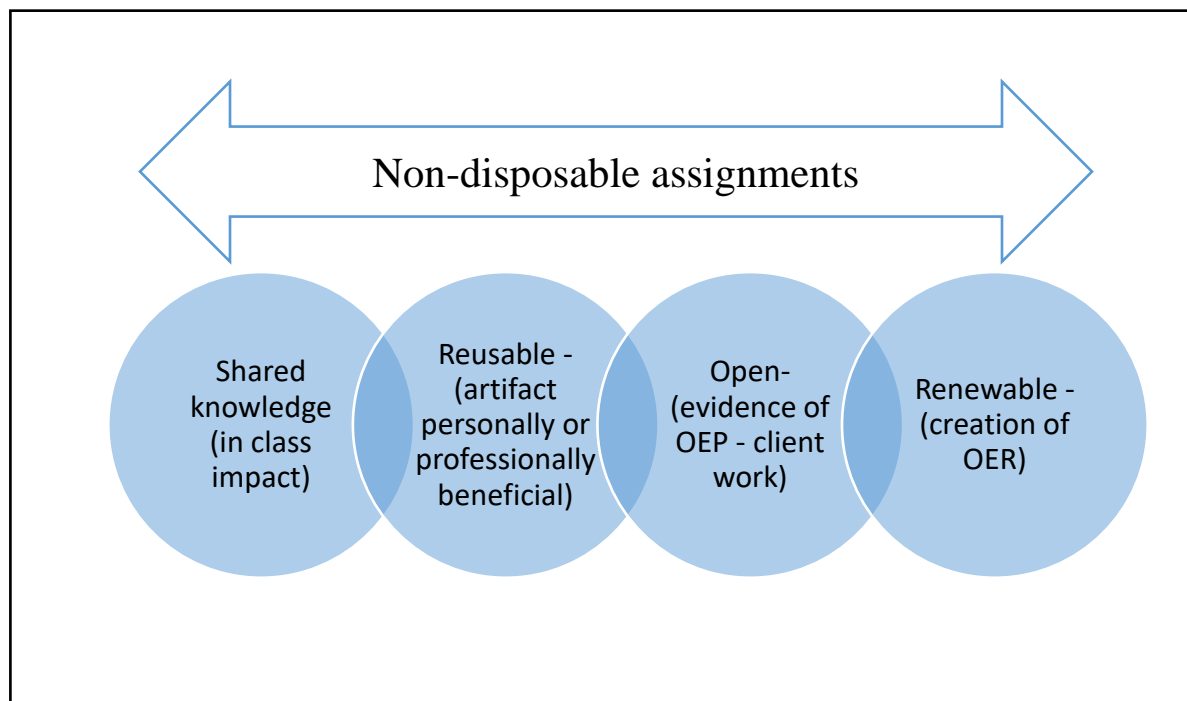 Non-disposable assignments
Shared
knowledge
(in class
impact)
Reusable -
(artifact
personally or
professionally
beneficial)
Open-
(evidence of
OEP - client
work)
Renewable -
(creation of
OER)